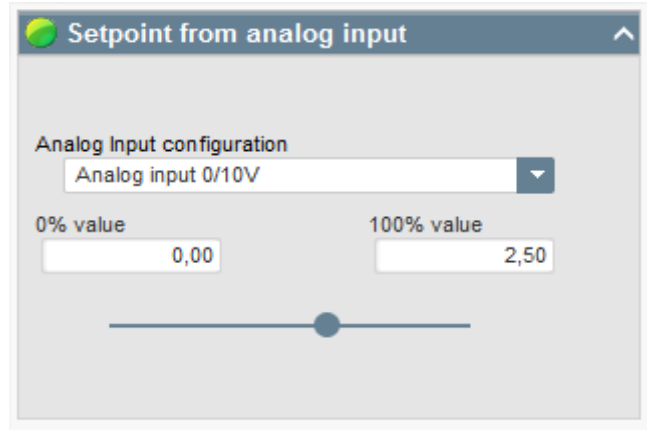 Setpoint from analog input
Analog Input configuration
Analog input 0/10V
0% value 100% value
0,00 2,50